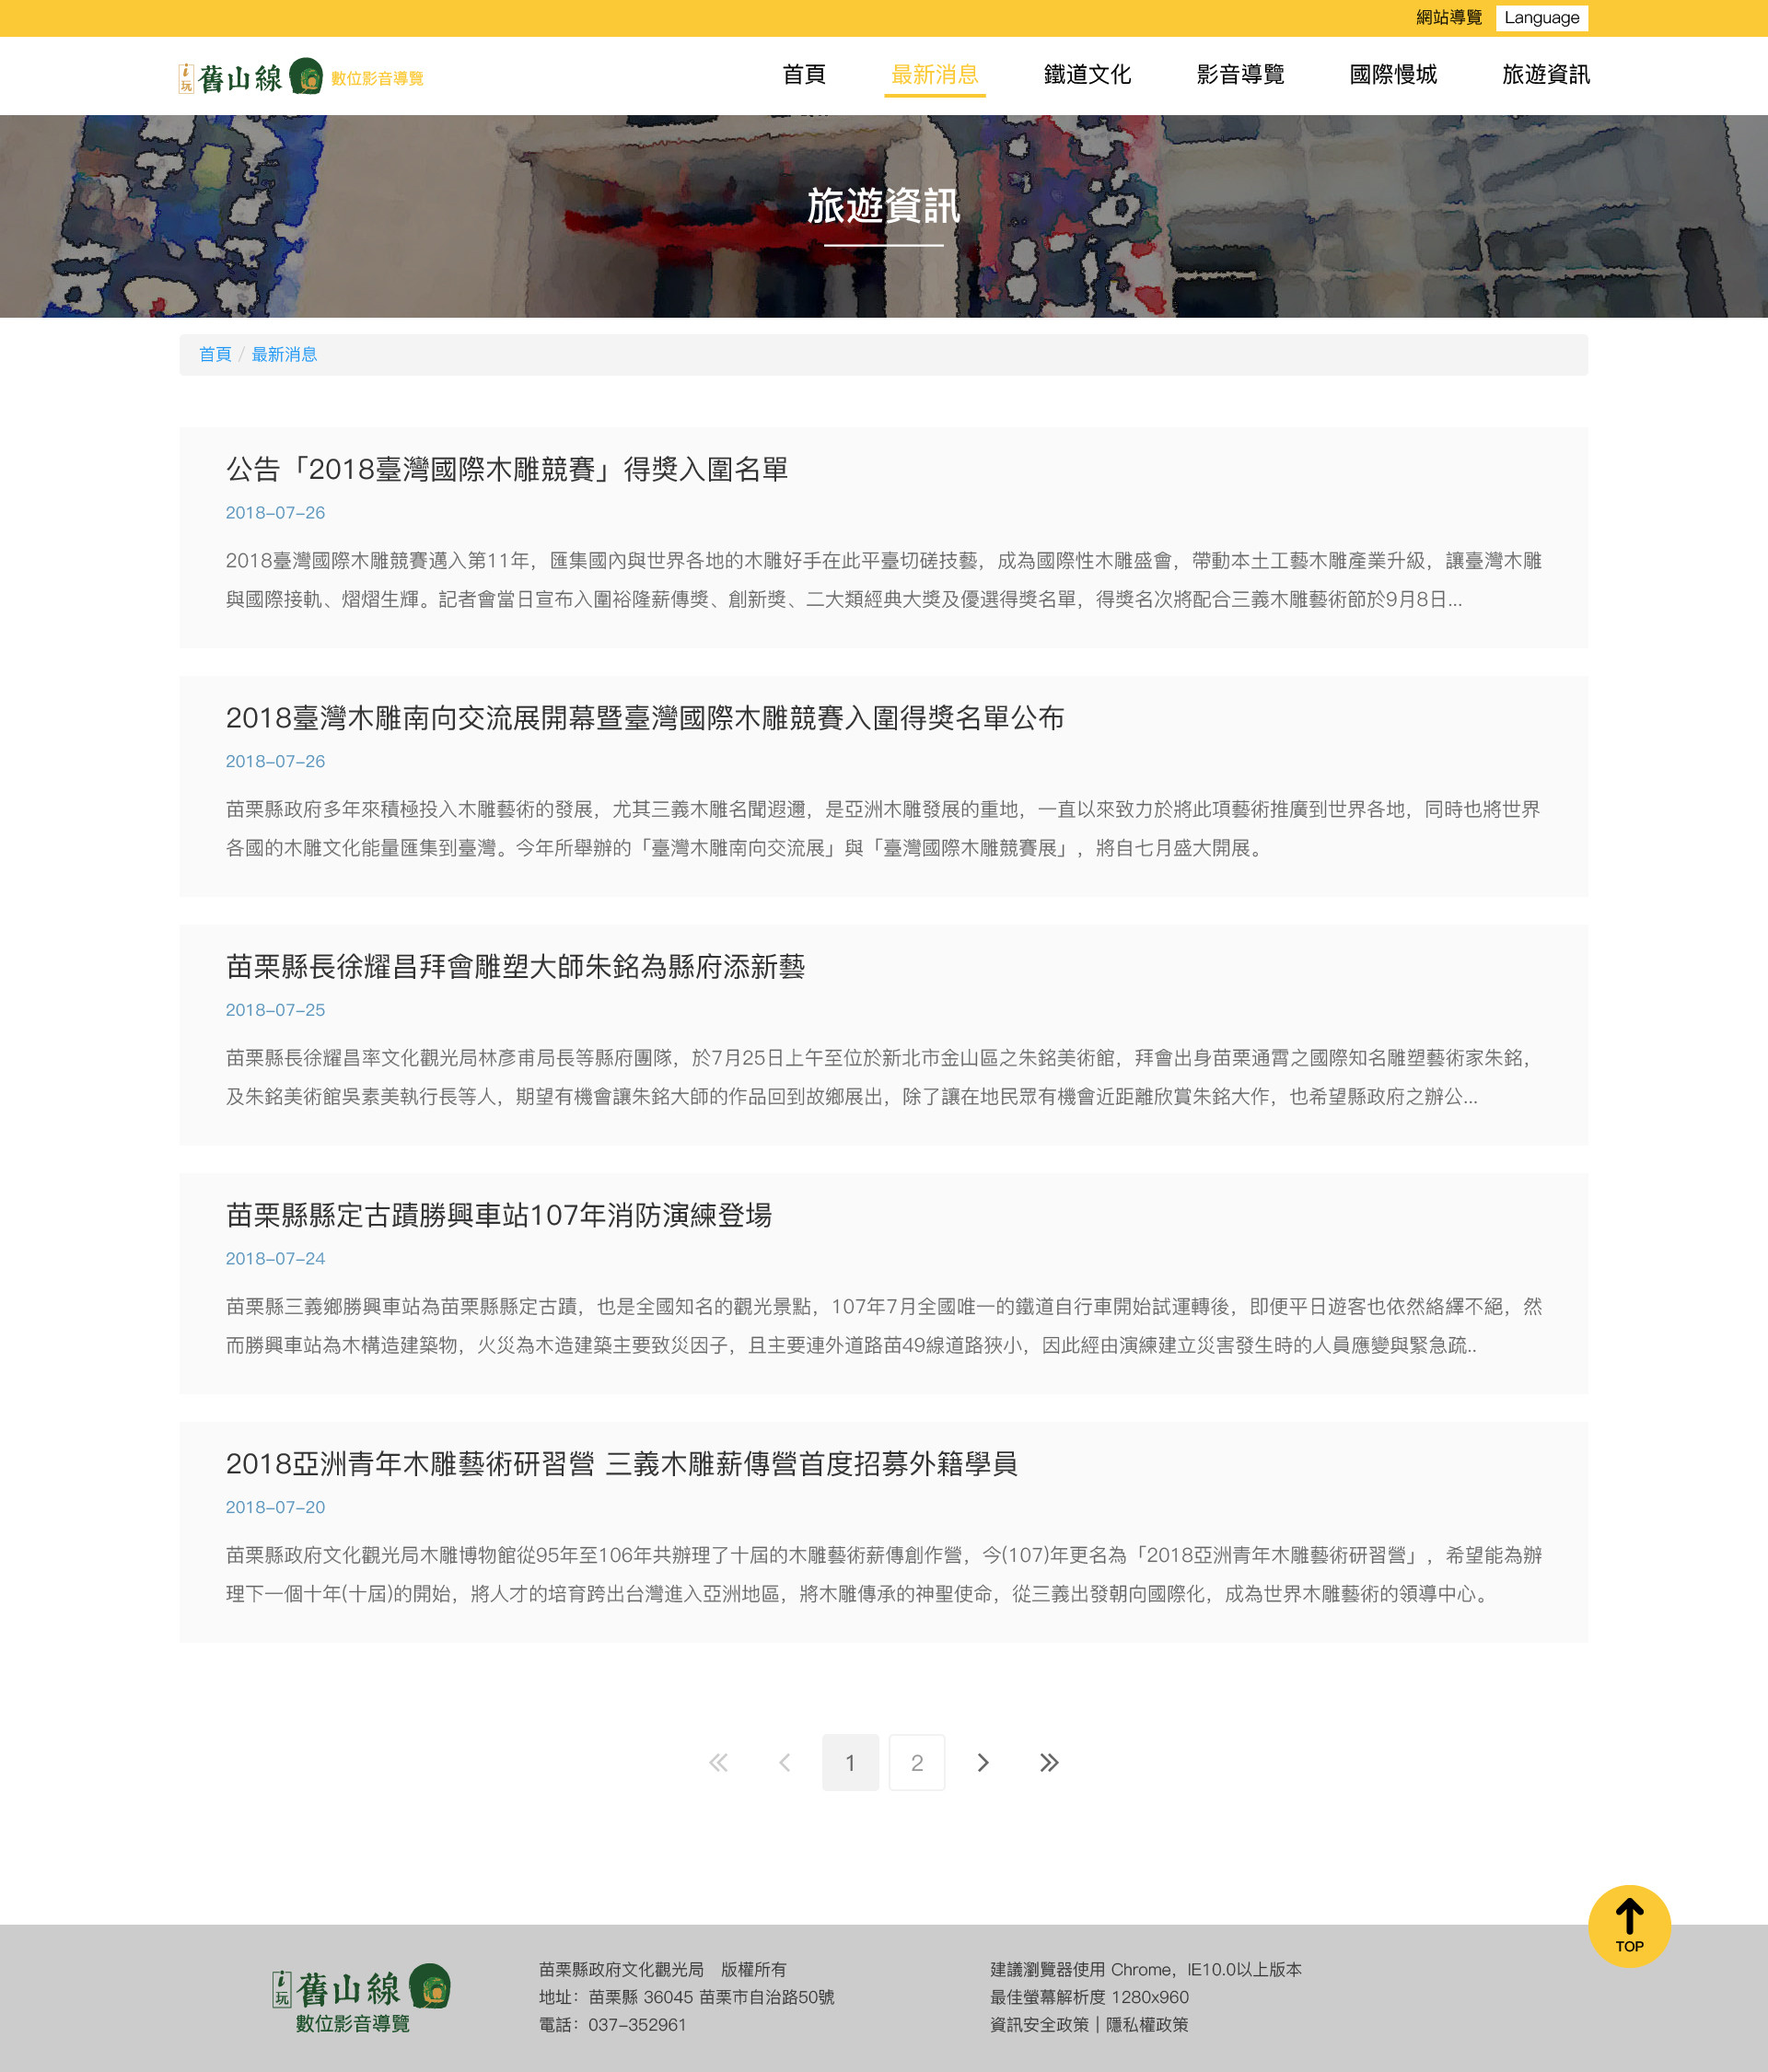 網站導覽 Language
i玩 舊山線 數位影音導覽
首頁 最新消息 鐵道文化 影音導覽 國際慢城 旅遊資訊
旅遊資訊
首頁 / 最新消息
公告「2018臺灣國際木雕競賽」得獎入圍名單
2018-07-26
2018臺灣國際木雕競賽邁入第11年，匯集國內與世界各地的木雕好手在此平臺切磋技藝，成為國際性木雕盛會，帶動本土工藝木雕產業升級，讓臺灣木雕
與國際接軌、熠熠生輝。記者會當日宣布入圍裕隆薪傳獎、創新獎、二大類經典大獎及優選得獎名單，得獎名次將配合三義木雕藝術節於9月8日...
2018臺灣木雕南向交流展開幕暨臺灣國際木雕競賽入圍得獎名單公布
2018-07-26
苗栗縣政府多年來積極投入木雕藝術的發展，尤其三義木雕名聞遐邇，是亞洲木雕發展的重地，一直以來致力於將此項藝術推廣到世界各地，同時也將世界
各國的木雕文化能量匯集到臺灣。今年所舉辦的「臺灣木雕南向交流展」與「臺灣國際木雕競賽展」，將自七月盛大開展。
苗栗縣長徐耀昌拜會雕塑大師朱銘為縣府添新藝
2018-07-25
苗栗縣長徐耀昌率文化觀光局林彥甫局長等縣府團隊，於7月25日上午至位於新北市金山區之朱銘美術館，拜會出身苗栗通霄之國際知名雕塑藝術家朱銘，
及朱銘美術館吳素美執行長等人，期望有機會讓朱銘大師的作品回到故鄉展出，除了讓在地民眾有機會近距離欣賞朱銘大作，也希望縣政府之辦公...
苗栗縣縣定古蹟勝興車站107年消防演練登場
2018-07-24
苗栗縣三義鄉勝興車站為苗栗縣縣定古蹟，也是全國知名的觀光景點，107年7月全國唯一的鐵道自行車開始試運轉後，即便平日遊客也依然絡繹不絕，然
而勝興車站為木構造建築物，火災為木造建築主要致災因子，且主要連外道路苗49線道路狹小，因此經由演練建立災害發生時的人員應變與緊急疏..
2018亞洲青年木雕藝術研習營 三義木雕薪傳營首度招募外籍學員
2018-07-20
苗栗縣政府文化觀光局木雕博物館從95年至106年共辦理了十屆的木雕藝術薪傳創作營，今(107)年更名為「2018亞洲青年木雕藝術研習營」，希望能為辦
理下一個十年(十屆)的開始，將人才的培育跨出台灣進入亞洲地區，將木雕傳承的神聖使命，從三義出發朝向國際化，成為世界木雕藝術的領導中心。
1 2
TOP
i玩 舊山線
數位影音導覽
苗栗縣政府文化觀光局　版權所有
地址：苗栗縣 36045 苗栗市自治路50號
電話：037-352961
建議瀏覽器使用 Chrome，IE10.0以上版本
最佳螢幕解析度 1280x960
資訊安全政策 | 隱私權政策